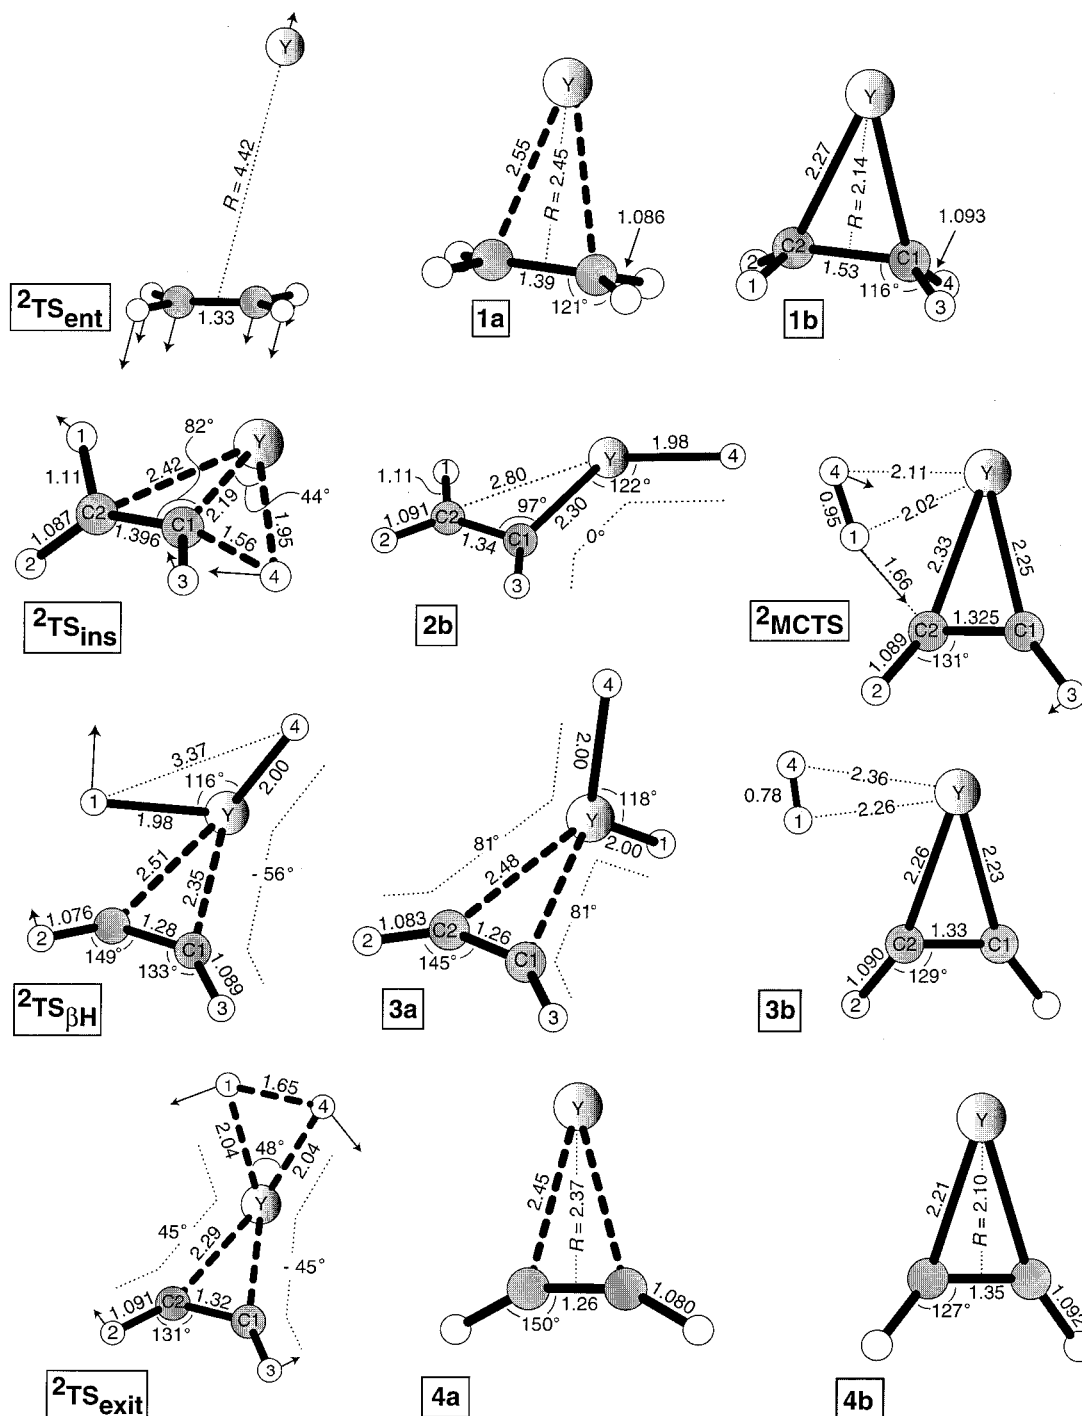 Y
R = 4.42
1.33
²TS_ent
Y
2.55
R = 2.45
1.086
1.39
121°
1a
Y
2.27
R = 2.14
1.093
C2
C1
2
1
1.53
116°
4
3
1b
1
82°
Y
1.11
2.42
2.19
44°
C2
1.087
1.396
C1
1.56
1.95
2
3
4
²TS_ins
Y
1.98
4
1
1.11
2.80
122°
1.091
C2
97°
2.30
0°
2
1.34
C1
3
2b
4
2.11
Y
0.95
2.02
1
1.66
2.33
2.25
C2
1.325
C1
1.089
131°
2
3
²MCTS
4
3.37
116°
2.00
1
1.98
Y
2.51
2.35
- 56°
1.076
1.28
2
C1
149°
133°
1.089
3
²TS_βH
4
2.00
118°
Y
81°
2.00
1
2.48
81°
1.083
C2
1.26
2
145°
C1
3
3a
4
2.36
Y
0.78
2.26
1
2.26
2.23
C2
1.33
C1
1.090
129°
2
3b
1
1.65
4
2.04
48°
2.04
Y
45°
2.29
- 45°
1.091
C2
1.32
C1
2
131°
3
²TS_exit
Y
2.45
R = 2.37
1.26
1.080
150°
4a
Y
2.21
R = 2.10
1.35
1.092
127°
4b